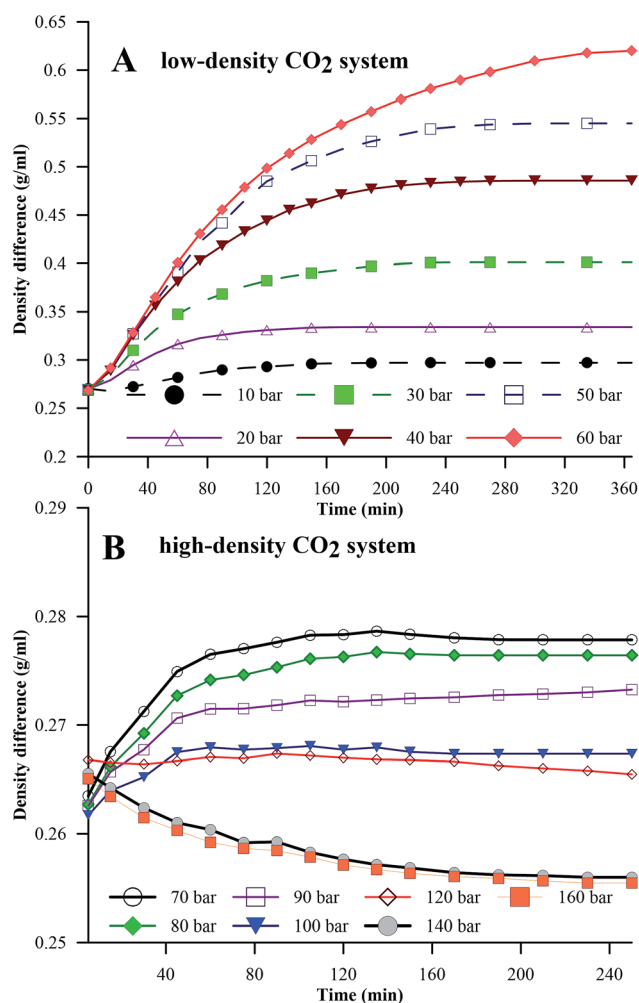 0.65
A low-density CO2 system
0.6
0.55
0.5
0.45
0.4
0.35
0.3
0.25
0.2
Density difference (g/ml)
10 bar 30 bar 50 bar
20 bar 40 bar 60 bar
0 40 80 120 160 200 240 280 320 360
Time (min)
0.29
B high-density CO2 system
0.28
0.27
0.26
0.25
Density difference (g/ml)
70 bar 90 bar 120 bar 160 bar
80 bar 100 bar 140 bar
40 80 120 160 200 240
Time (min)